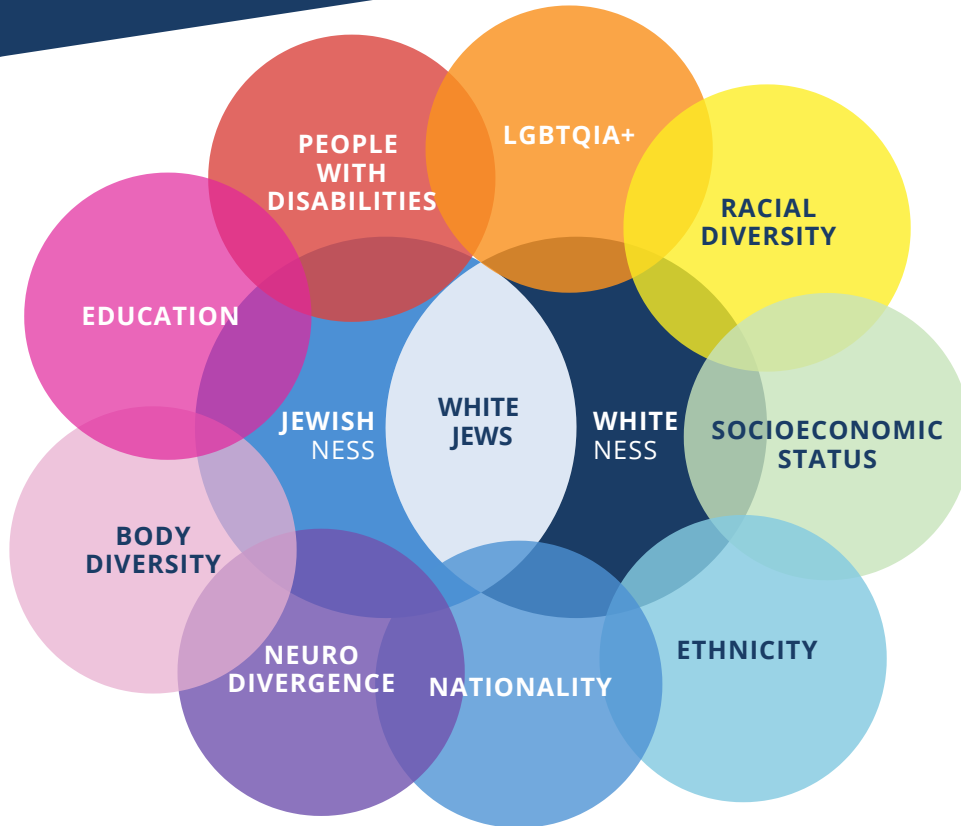 PEOPLE
WITH
DISABILITIES
LGBTQIA+
RACIAL
DIVERSITY
EDUCATION
JEWISH
NESS
WHITE
JEWS
WHITE
NESS
SOCIOECONOMIC
STATUS
BODY
DIVERSITY
NEURO
DIVERGENCE
NATIONALITY
ETHNICITY